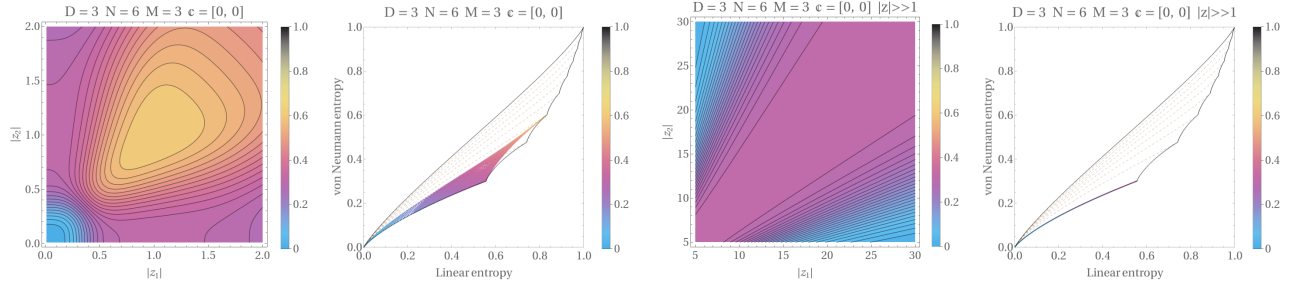 D = 3 N = 6 M = 3 𝕔 = [0, 0]
2.0
1.5
1.0
0.5
0.0
0.0 0.5 1.0 1.5 2.0
|z₂|
|z₁|
1.0
0.8
0.6
0.4
0.2
0
D = 3 N = 6 M = 3 𝕔 = [0, 0]
von Neumann entropy
1.0
0.8
0.6
0.4
0.2
0.0
0.0 0.2 0.4 0.6 0.8 1.0
Linear entropy
1.0
0.8
0.6
0.4
0.2
0
D = 3 N = 6 M = 3 𝕔 = [0, 0] |z|>>1
30
25
20
15
10
5
5 10 15 20 25 30
|z₂|
|z₁|
1.0
0.8
0.6
0.4
0.2
0
D = 3 N = 6 M = 3 𝕔 = [0, 0] |z|>>1
von Neumann entropy
1.0
0.8
0.6
0.4
0.2
0.0
0.0 0.2 0.4 0.6 0.8 1.0
Linear entropy
1.0
0.8
0.6
0.4
0.2
0